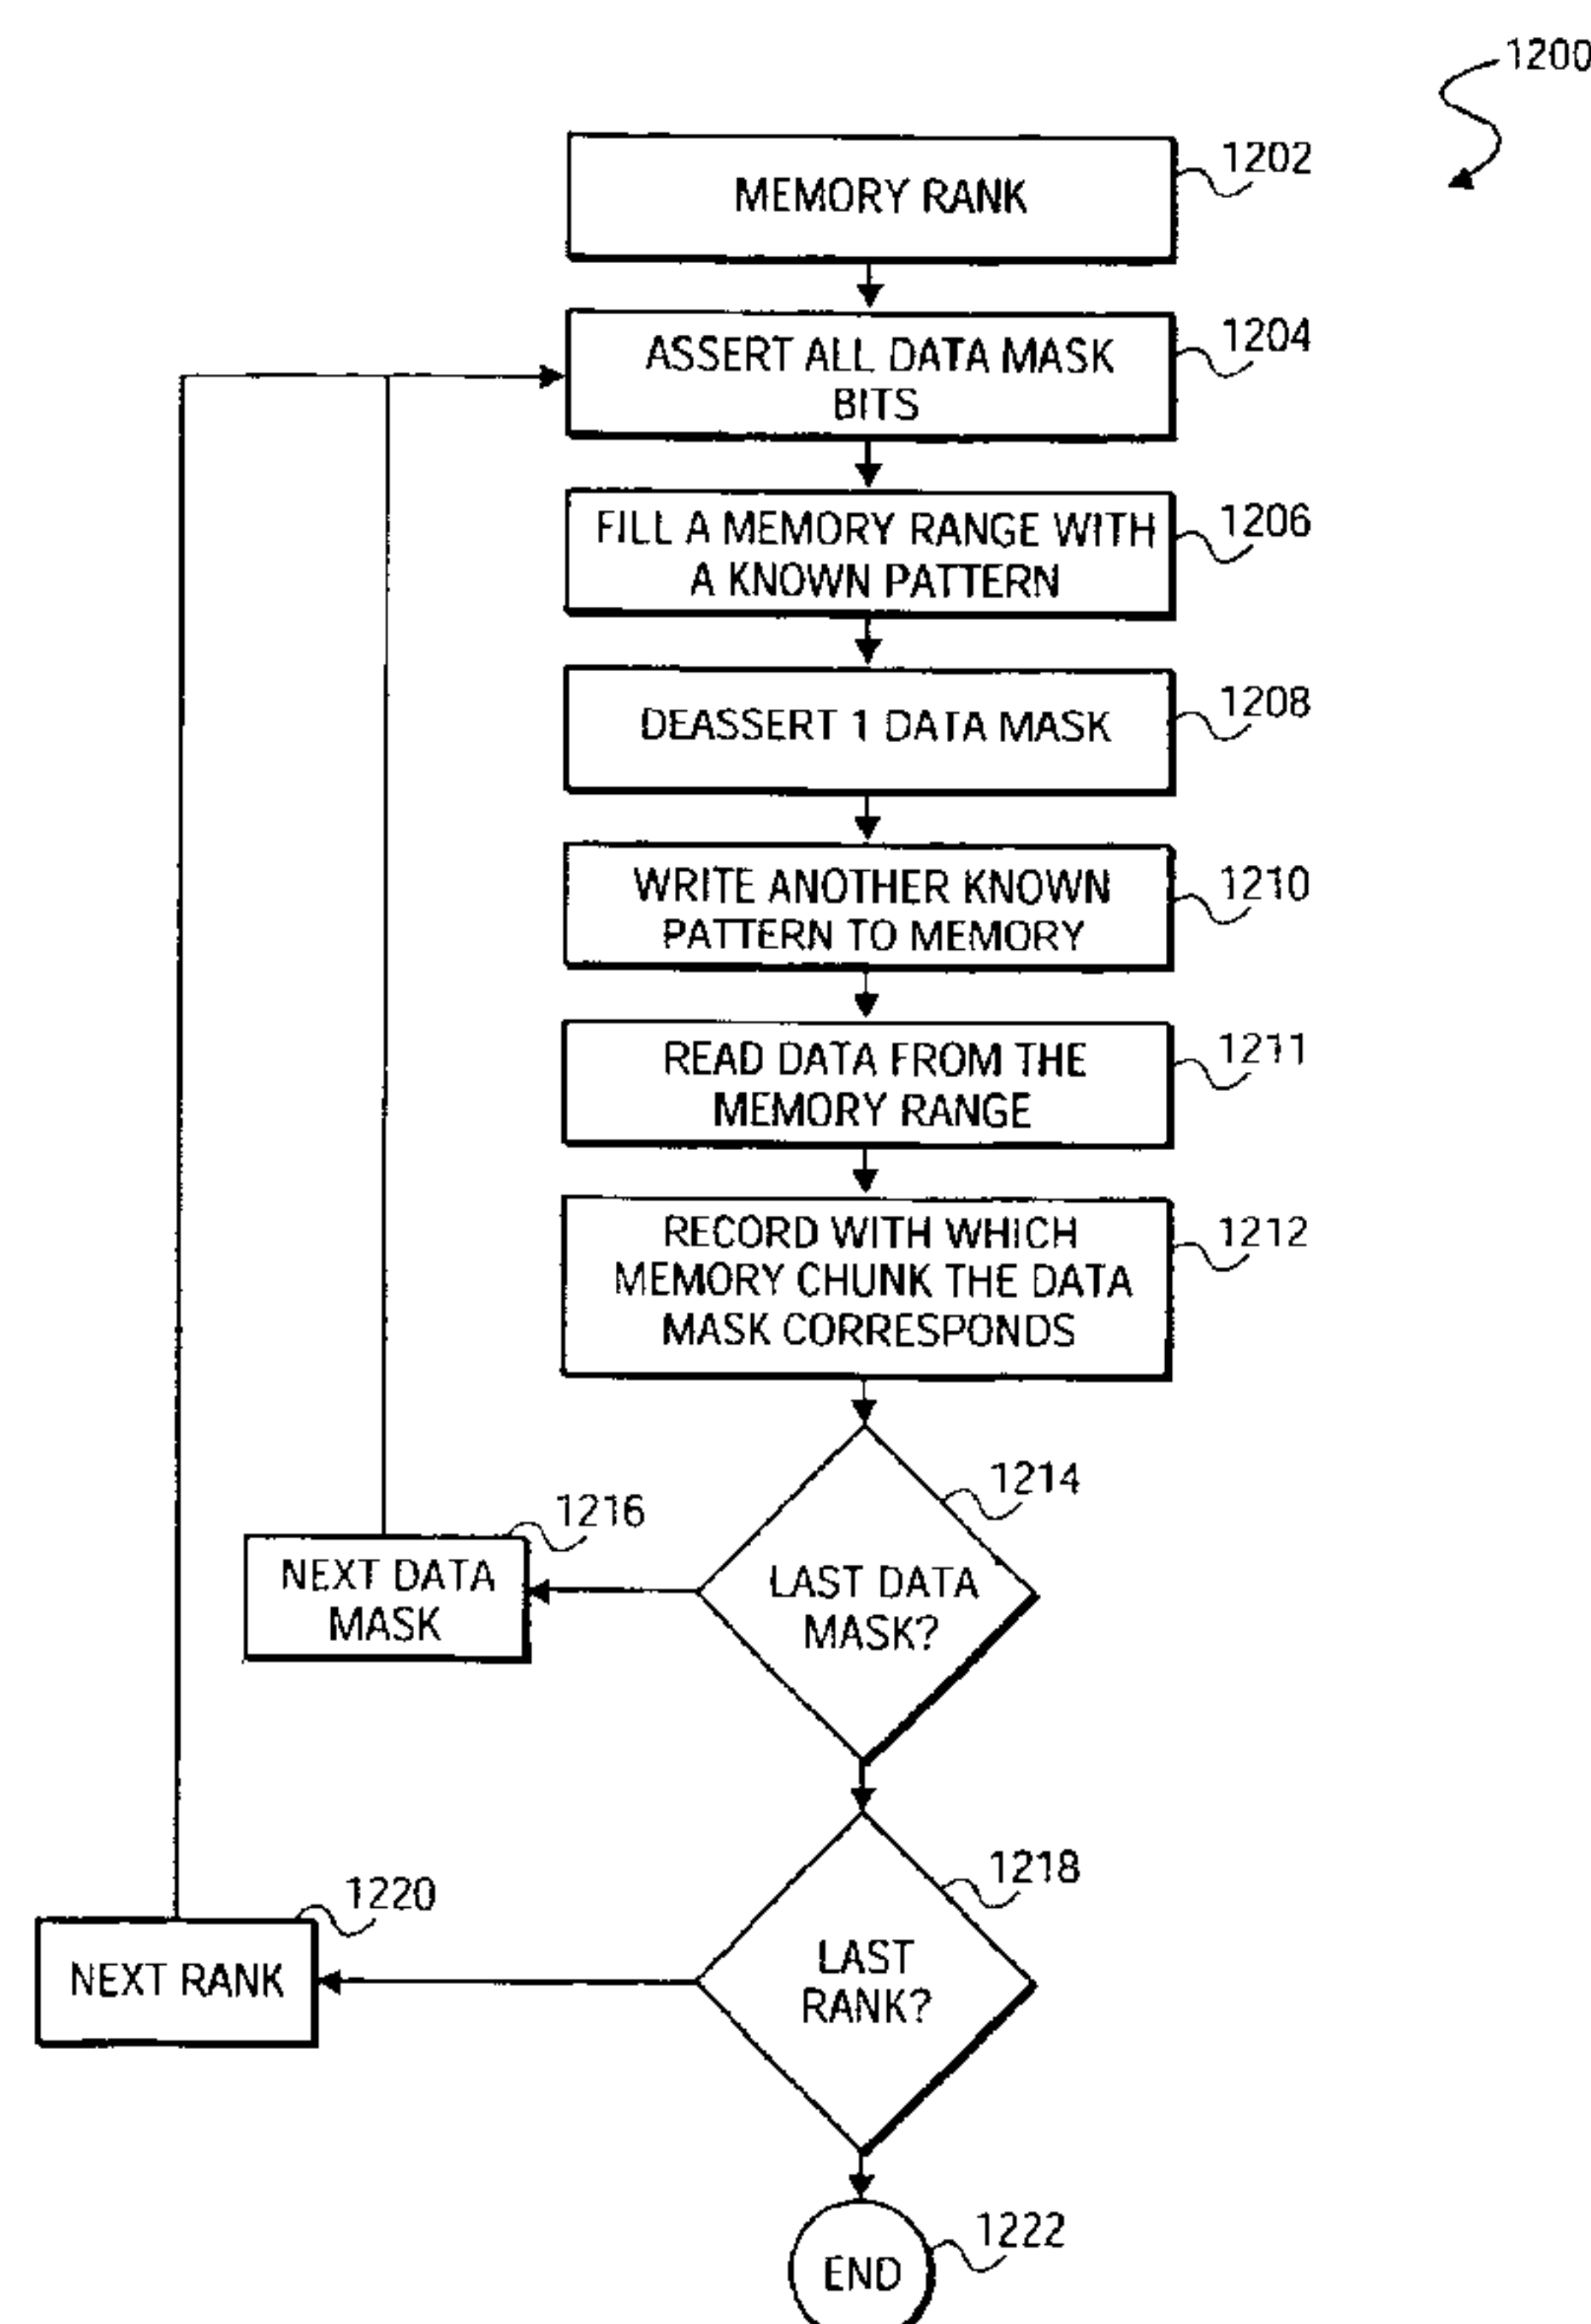 1200
MEMORY RANK
1202
ASSERT ALL DATA MASK
BITS
1204
FILL A MEMORY RANGE WITH
A KNOWN PATTERN
1206
DEASSERT 1 DATA MASK
1208
WRITE ANOTHER KNOWN
PATTERN TO MEMORY
1210
READ DATA FROM THE
MEMORY RANGE
1211
RECORD WITH WHICH
MEMORY CHUNK THE DATA
MASK CORRESPONDS
1212
LAST DATA
MASK?
1214
NEXT DATA
MASK
1216
LAST
RANK?
1218
NEXT RANK
1220
END
1222